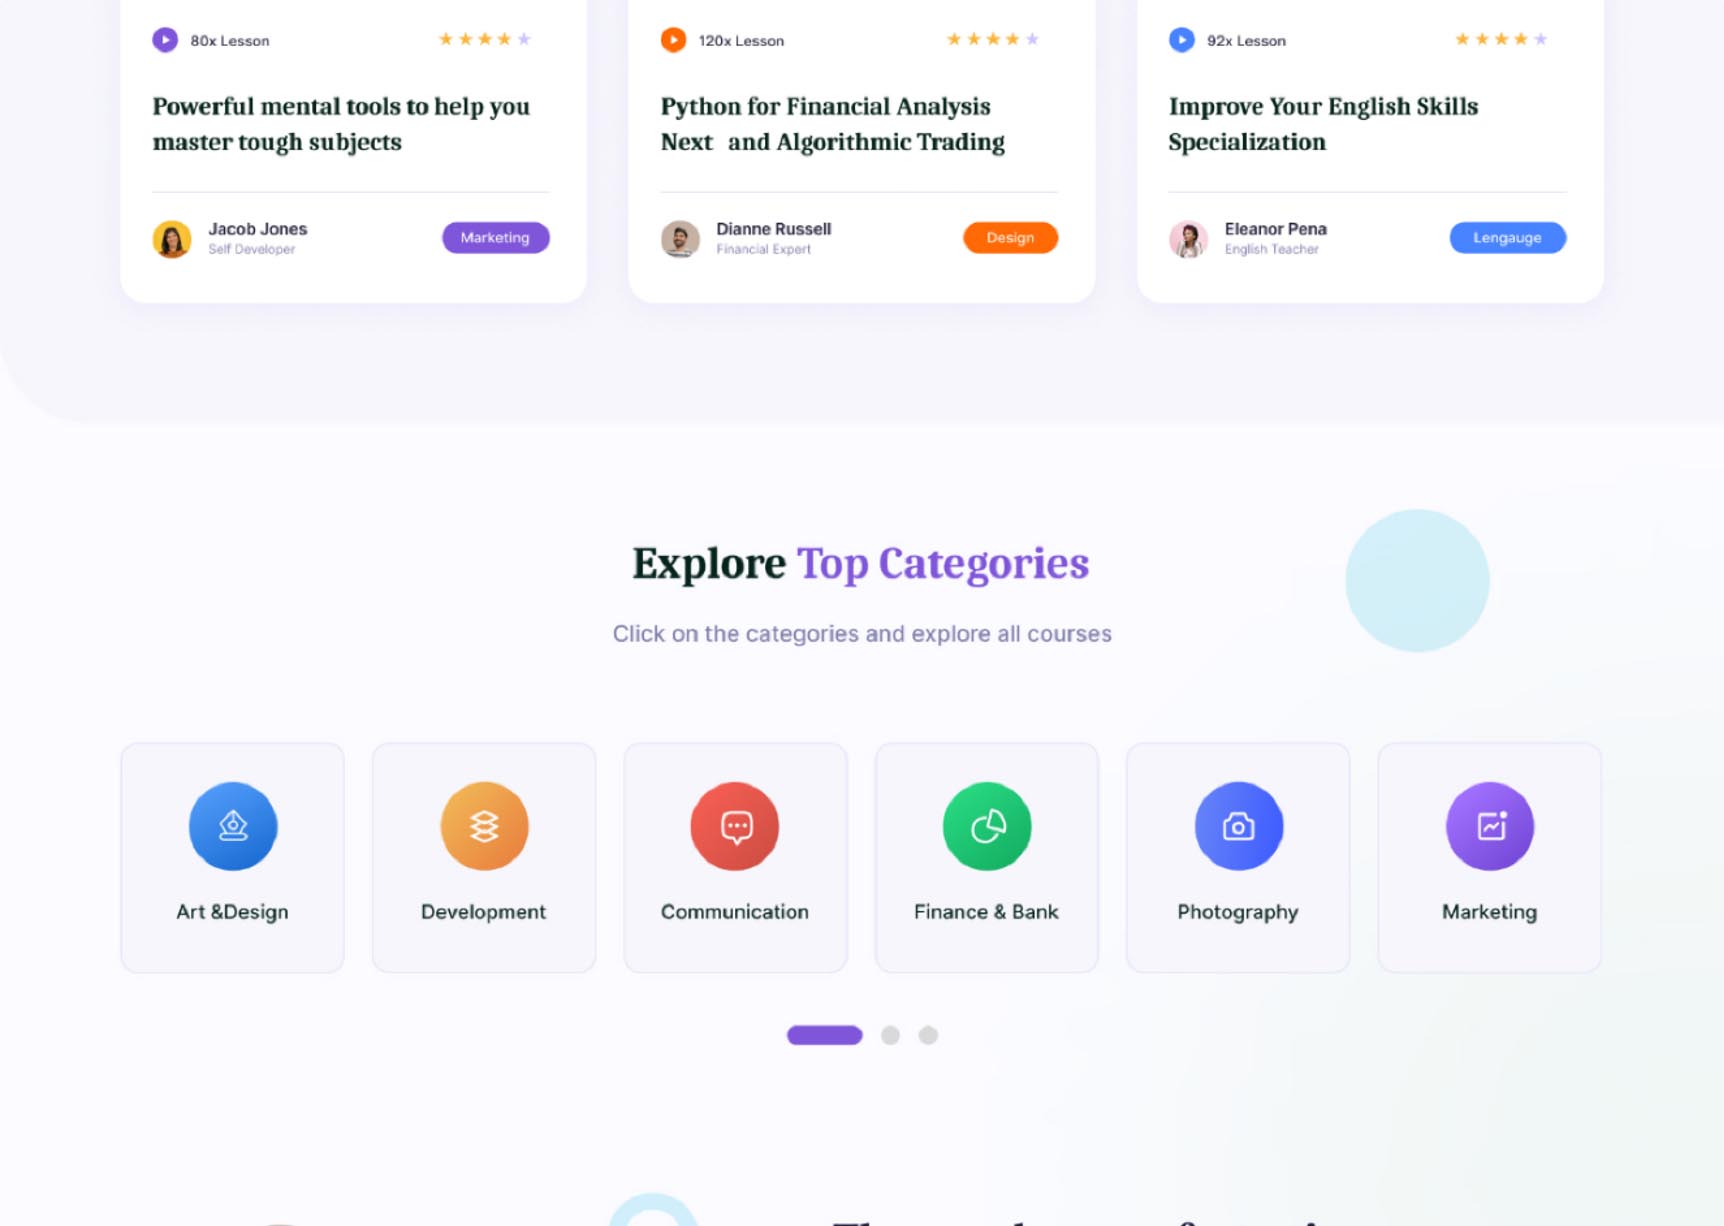 80x Lesson
120x Lesson
92x Lesson
Powerful mental tools to help you
master tough subjects
Python for Financial Analysis
Next and Algorithmic Trading
Improve Your English Skills
Specialization
Jacob Jones
Self Developer
Marketing
Dianne Russell
Financial Expert
Design
Eleanor Pena
English Teacher
Lengauge
Explore Top Categories
Click on the categories and explore all courses
Art &Design
Development
Communication
Finance & Bank
Photography
Marketing